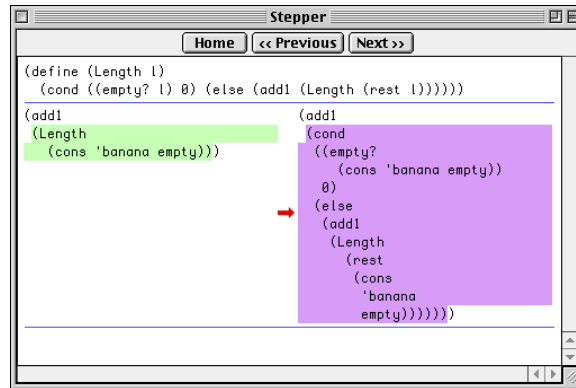 Stepper
Home << Previous Next >>
(define (Length l)
(cond ((empty? l) 0) (else (add1 (Length (rest l))))))
(add1
(Length
(cons 'banana empty)))
(add1
(cond
((empty?
(cons 'banana empty))
0)
(else
(add1
(Length
(rest
(cons
'banana
empty)))))))